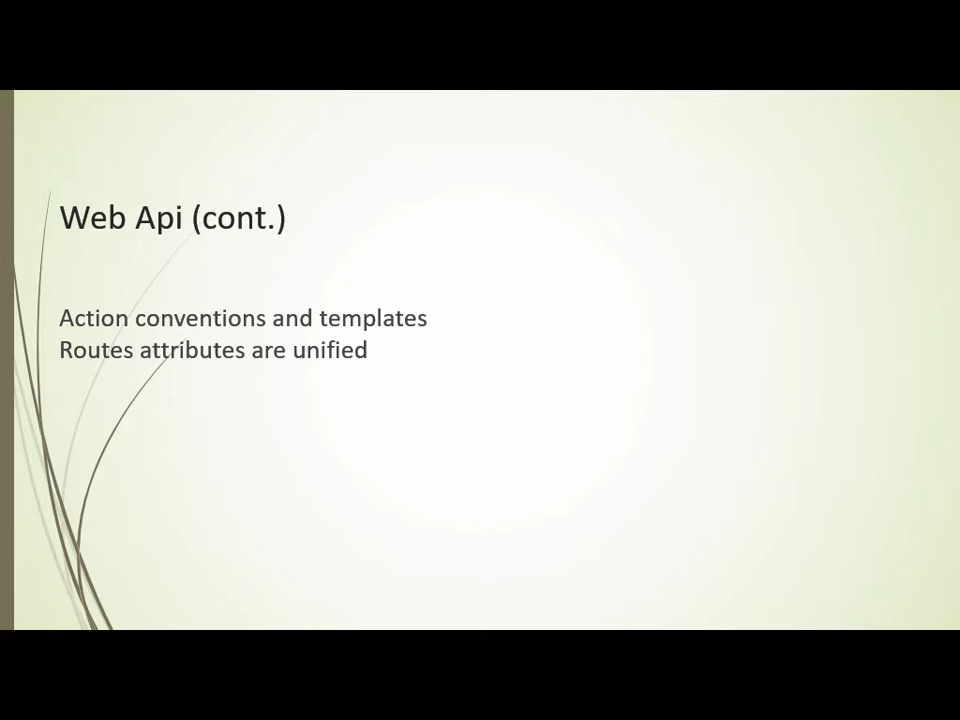 Web Api (cont.)
Action conventions and templates
Routes attributes are unified